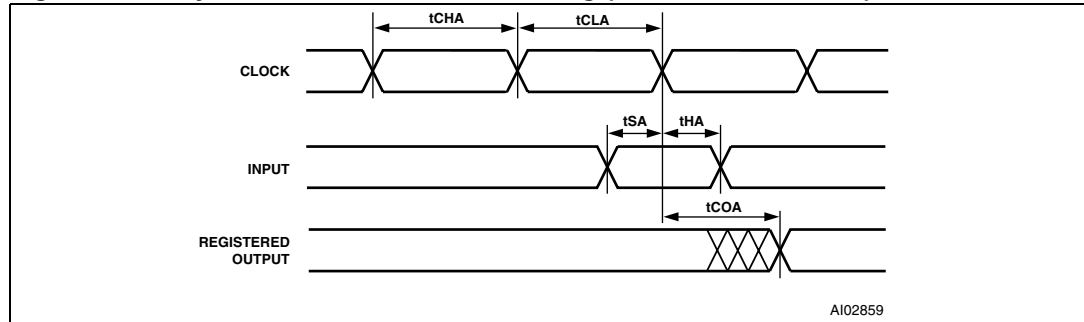 tCHA tCLA
CLOCK
tSA tHA
INPUT
tCOA
REGISTERED
OUTPUT
AI02859